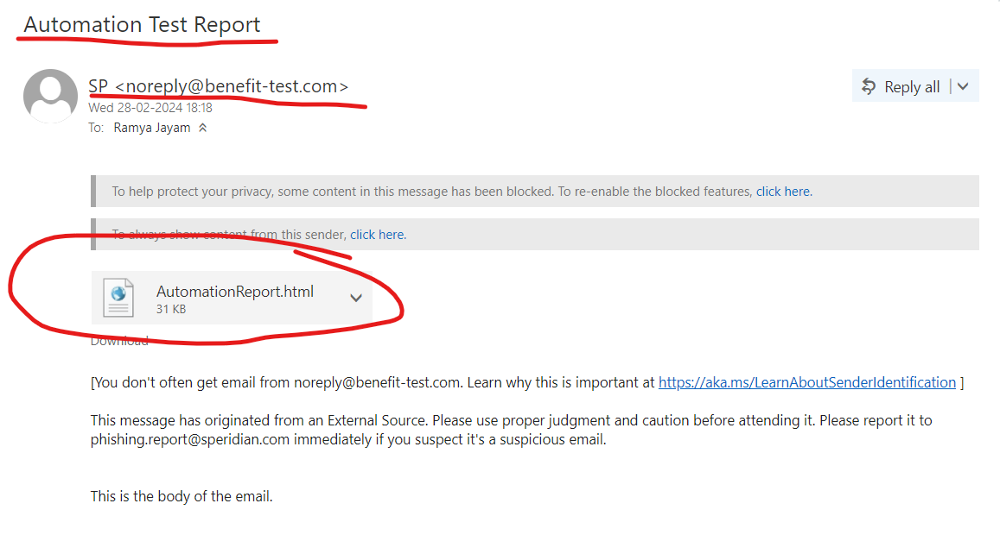 Automation Test Report
SP <noreply@benefit-test.com>
Reply all
Wed 28-02-2024 18:18
To: Ramya Jayam
To help protect your privacy, some content in this message has been blocked. To re-enable the blocked features, click here.
To always show content from this sender, click here.
AutomationReport.html
31 KB
Download
[You don't often get email from noreply@benefit-test.com. Learn why this is important at https://aka.ms/LearnAboutSenderIdentification ]
This message has originated from an External Source. Please use proper judgment and caution before attending it. Please report it to
phishing.report@speridian.com immediately if you suspect it's a suspicious email.
This is the body of the email.